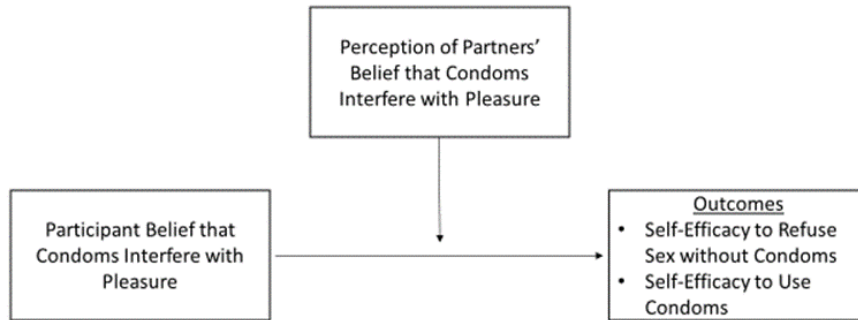 Perception of Partners'
Belief that Condoms
Interfere with Pleasure
Participant Belief that
Condoms Interfere with
Pleasure
Outcomes
• Self-Efficacy to Refuse
Sex without Condoms
• Self-Efficacy to Use
Condoms